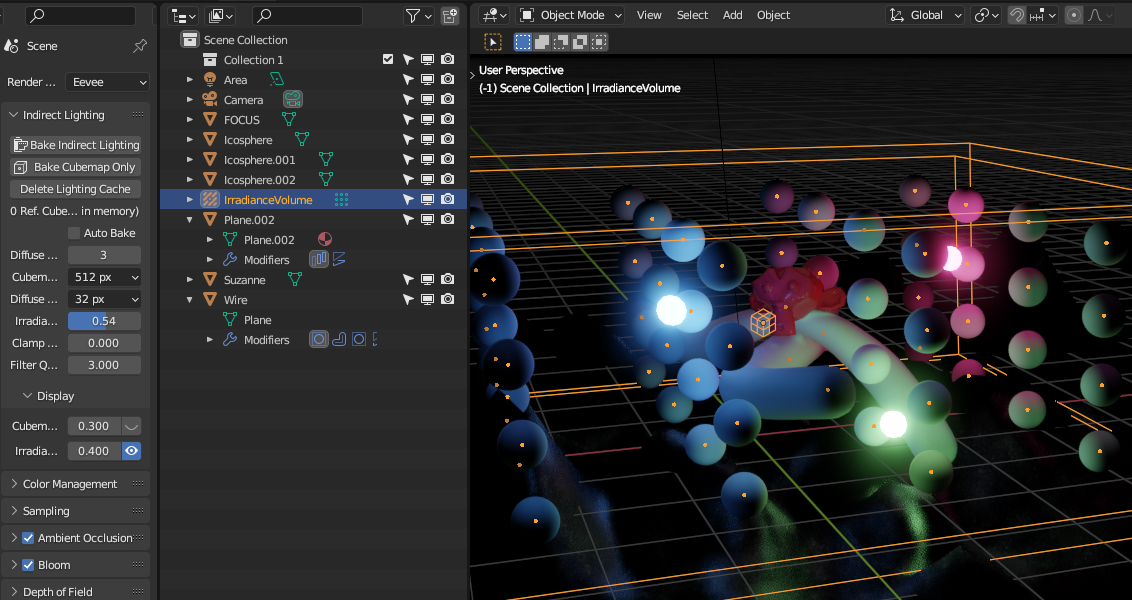 Scene
Render ... Eevee
Indirect Lighting
Bake Indirect Lighting
Bake Cubemap Only
Delete Lighting Cache
0 Ref. Cube... in memory)
Auto Bake
Diffuse ... 3
Cubem... 512 px
Diffuse ... 32 px
Irradia... 0.54
Clamp ... 0.000
Filter Q... 3.000
Display
Cubem... 0.300
Irradia... 0.400
Color Management
Sampling
Ambient Occlusion
Bloom
Depth of Field
Scene Collection
Collection 1
Area
Camera
FOCUS
Icosphere
Icosphere.001
Icosphere.002
IrradianceVolume
Plane.002
Plane.002
Modifiers
Suzanne
Wire
Plane
Modifiers
Object Mode View Select Add Object Global
User Perspective
(-1) Scene Collection | IrradianceVolume